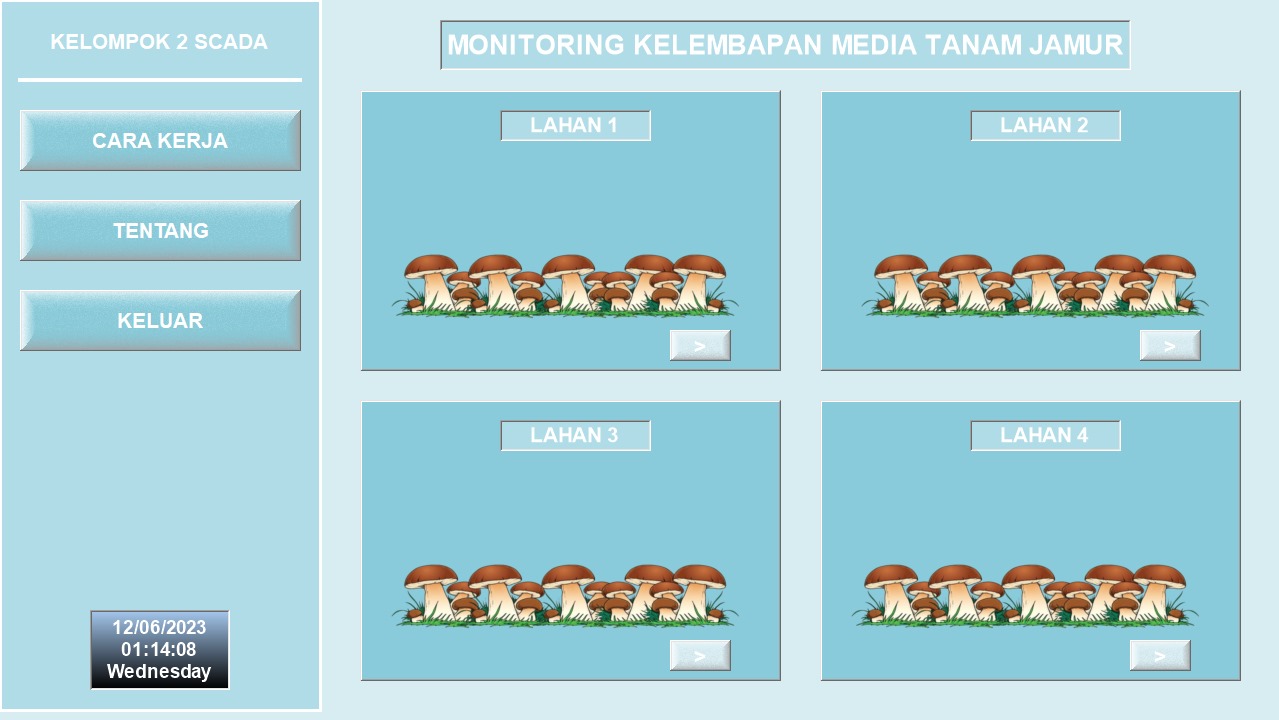 KELOMPOK 2 SCADA
CARA KERJA
TENTANG
KELUAR
12/06/2023
01:14:08
Wednesday
MONITORING KELEMBAPAN MEDIA TANAM JAMUR
LAHAN 1
>
LAHAN 2
>
LAHAN 3
>
LAHAN 4
>